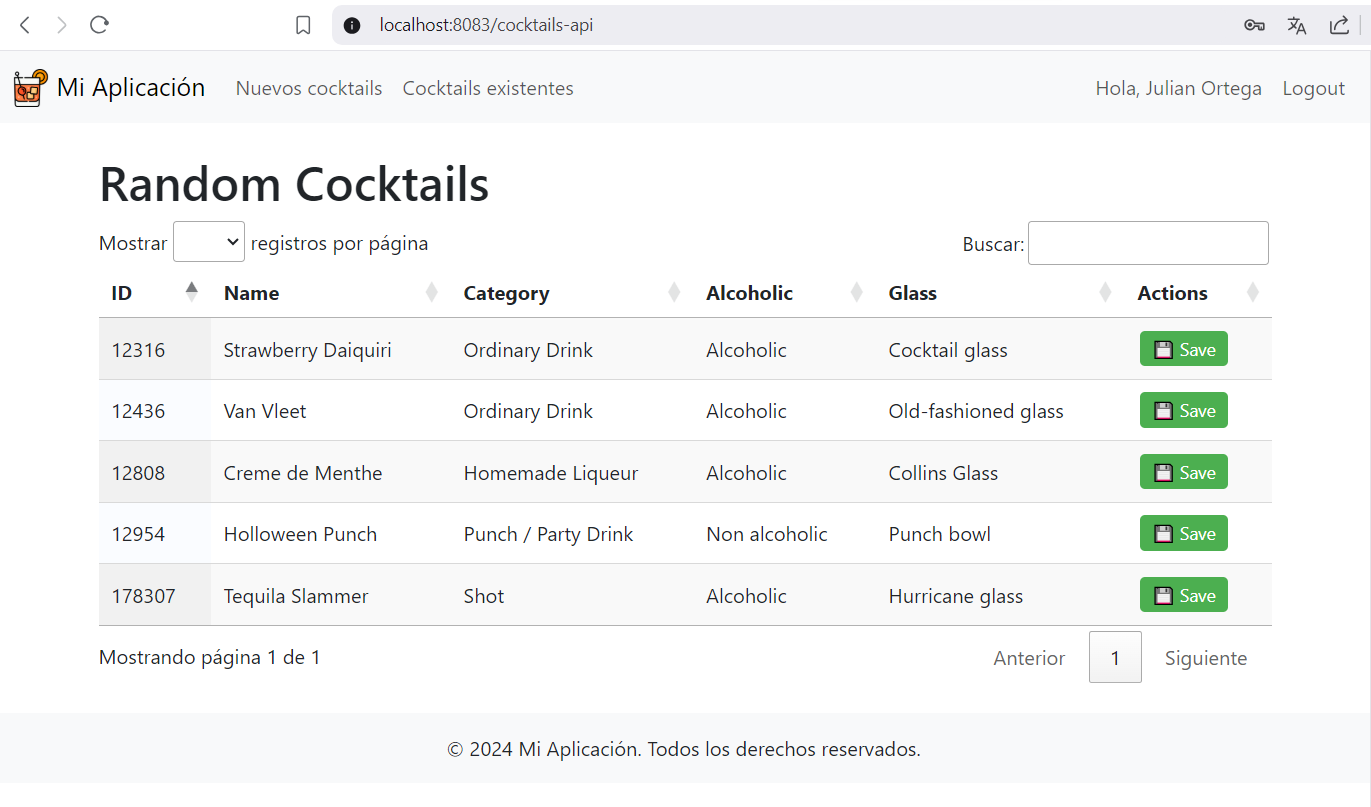 localhost:8083/cocktails-api
Mi Aplicación Nuevos cocktails Cocktails existentes Hola, Julian Ortega Logout
Random Cocktails
Mostrar registros por página Buscar:
ID Name Category Alcoholic Glass Actions
12316 Strawberry Daiquiri Ordinary Drink Alcoholic Cocktail glass Save
12436 Van Vleet Ordinary Drink Alcoholic Old-fashioned glass Save
12808 Creme de Menthe Homemade Liqueur Alcoholic Collins Glass Save
12954 Holloween Punch Punch / Party Drink Non alcoholic Punch bowl Save
178307 Tequila Slammer Shot Alcoholic Hurricane glass Save
Mostrando página 1 de 1 Anterior 1 Siguiente
© 2024 Mi Aplicación. Todos los derechos reservados.